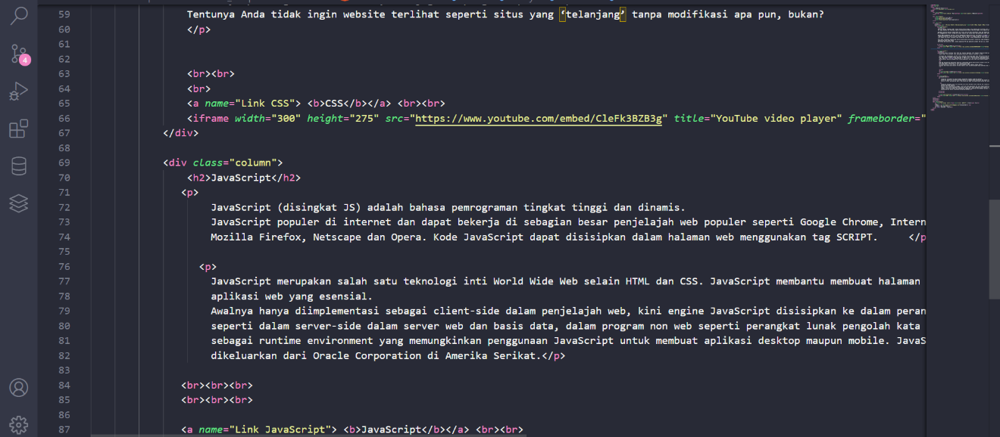 59 Tentunya Anda tidak ingin website terlihat seperti situs yang ‘telanjang’ tanpa modifikasi apa pun, bukan?
60 </p>
61
62
63 <br><br>
64 <br>
65 <a name="Link CSS"> <b>CSS</b></a> <br><br>
66 <iframe width="300" height="275" src="https://www.youtube.com/embed/CleFk3BZB3g" title="YouTube video player" frameborder="
67 </div>
68
69 <div class="column">
70 <h2>JavaScript</h2>
71 <p>
72 JavaScript (disingkat JS) adalah bahasa pemrograman tingkat tinggi dan dinamis.
73 JavaScript populer di internet dan dapat bekerja di sebagian besar penjelajah web populer seperti Google Chrome, Intern
74 Mozilla Firefox, Netscape dan Opera. Kode JavaScript dapat disisipkan dalam halaman web menggunakan tag SCRIPT. </p
75
76 <p>
77 JavaScript merupakan salah satu teknologi inti World Wide Web selain HTML dan CSS. JavaScript membantu membuat halaman
78 aplikasi web yang esensial.
79 Awalnya hanya diimplementasi sebagai client-side dalam penjelajah web, kini engine JavaScript disisipkan ke dalam peran
80 seperti dalam server-side dalam server web dan basis data, dalam program non web seperti perangkat lunak pengolah kata
81 sebagai runtime environment yang memungkinkan penggunaan JavaScript untuk membuat aplikasi desktop maupun mobile. JavaS
82 dikeluarkan dari Oracle Corporation di Amerika Serikat.</p>
83
84 <br><br><br>
85 <br><br><br>
86
87 <a name="Link JavaScript"> <b>JavaScript</b></a> <br><br>
4